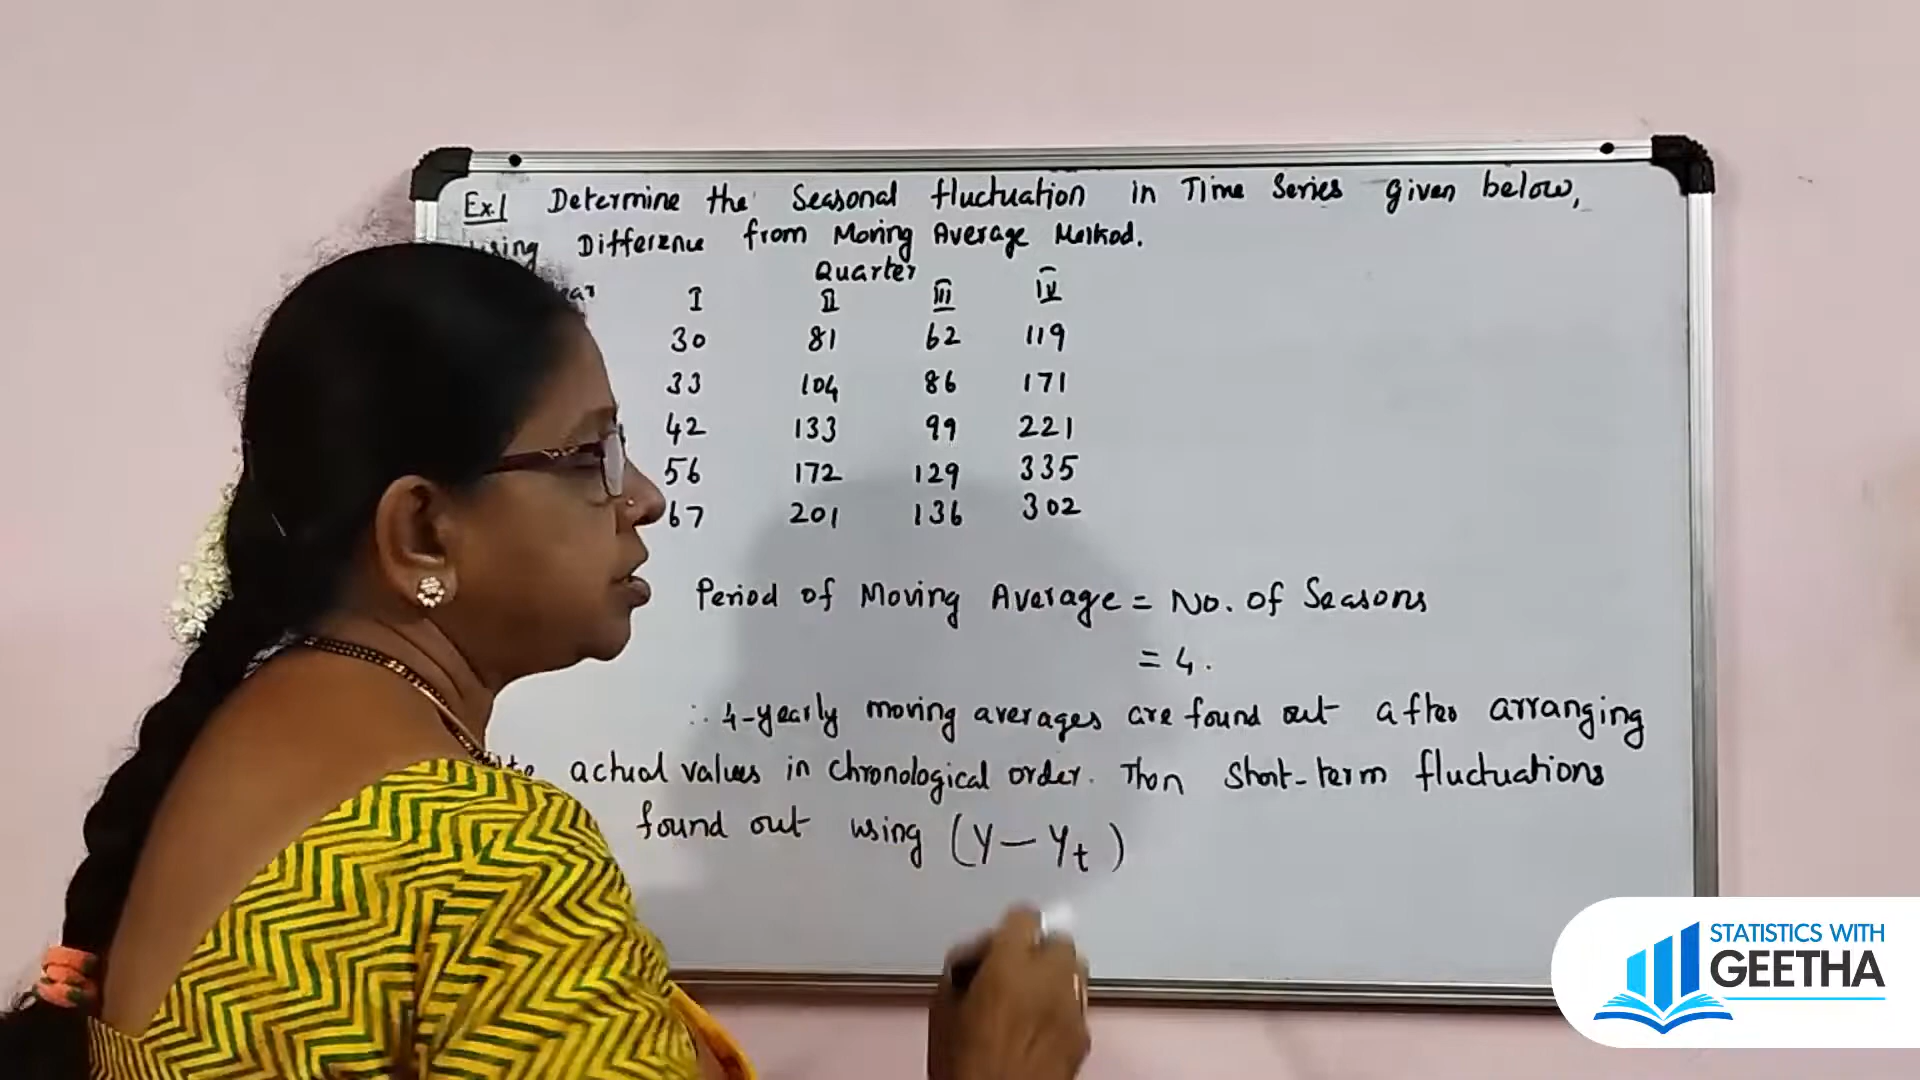 Ex.1 Determine the Seasonal fluctuation in Time Series given below,
using Difference from Moving Average Method.
Quarter
I II III IV
30 81 62 119
33 104 86 171
42 133 99 221
56 172 129 335
67 201 136 302
Period of Moving Average = No. of Seasons
= 4.
∴ 4-yearly moving averages are found out after arranging
actual values in chronological order. Then Short-term fluctuations
found out using (Y – Yt)
STATISTICS WITH
GEETHA